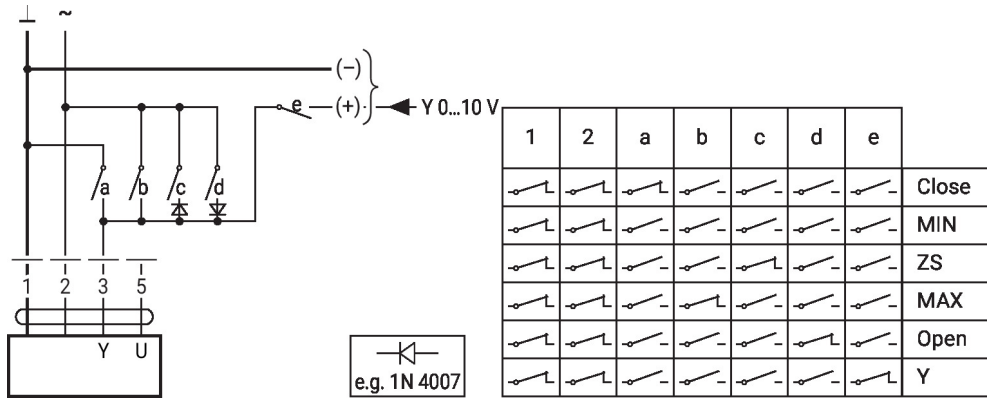 ⊥ ~
(–)
e (+) Y 0...10 V
a b c d
1 2 3 5
Y U
e.g. 1N 4007
1 2 a b c d e
Close
MIN
ZS
MAX
Open
Y